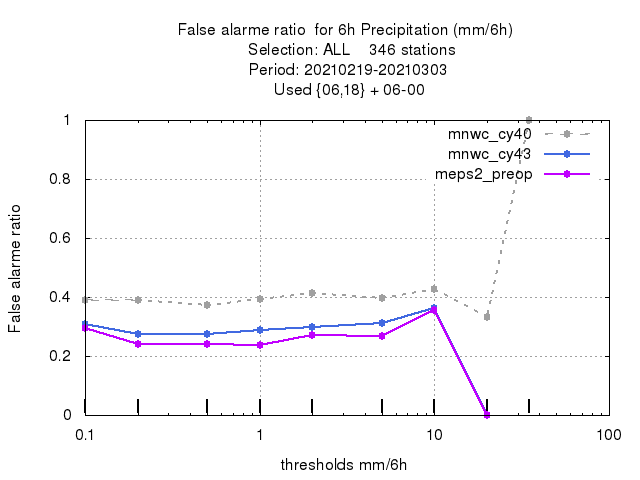 False alarme ratio  for 6h Precipitation (mm/6h)
Selection: ALL    346 stations
Period: 20210219-20210303
Used {06,18} + 06-00
mnwc_cy40
mnwc_cy43
meps2_preop
False alarme ratio
1
0.8
0.6
0.4
0.2
0
0.1 1 10 100
thresholds mm/6h